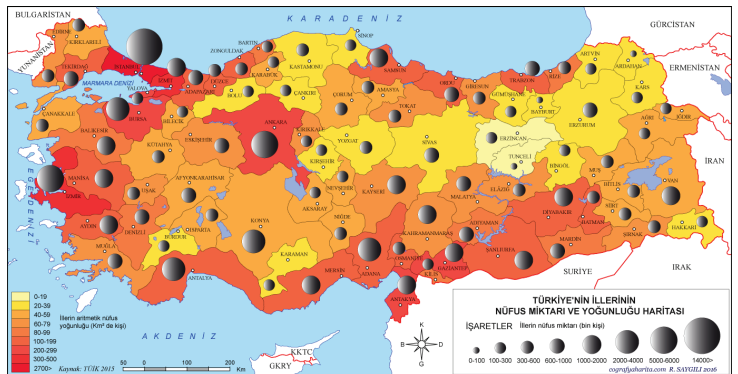 BULGARİSTAN
K A R A D E N İ Z
GÜRCİSTAN
YUNANİSTAN
ERMENİSTAN
İRAN
IRAK
SURİYE
E G E D E N İ Z İ
A K D E N İ Z
MARMARA DENİZİ
KKTC
GKRY
EDİRNE
KIRKLARELİ
TEKİRDAĞ
İSTANBUL
YALOVA
İZMİT
ADAPAZARI
DÜZCE
ZONGULDAK
BARTIN
KARABÜK
KASTAMONU
SİNOP
SAMSUN
ORDU
GİRESUN
TRABZON
RİZE
ARTVİN
ARDAHAN
KARS
IĞDIR
AĞRI
ERZURUM
BAYBURT
GÜMÜŞHANE
ERZİNCAN
TUNCELİ
BİNGÖL
MUŞ
BİTLİS
VAN
HAKKARİ
ŞIRNAK
SİİRT
BATMAN
MARDİN
DİYARBAKIR
ELAZIĞ
MALATYA
ADIYAMAN
ŞANLIURFA
GAZİANTEP
KİLİS
KAHRAMANMARAŞ
OSMANİYE
ANTAKYA
ADANA
MERSİN
KARAMAN
KONYA
NİĞDE
AKSARAY
NEVŞEHİR
KAYSERİ
SİVAS
TOKAT
AMASYA
ÇORUM
YOZGAT
KIRŞEHİR
KIRIKKALE
ANKARA
ÇANKIRI
BOLU
BİLECİK
ESKİŞEHİR
BURSA
BALIKESİR
ÇANAKKALE
KÜTAHYA
AFYONKARAHİSAR
UŞAK
MANİSA
İZMİR
AYDIN
DENİZLİ
MUĞLA
BURDUR
ISPARTA
ANTALYA
İllerin aritmetik nüfus
yoğunluğu (Km² de kişi)
0-19
20-39
40-59
60-79
80-99
100-199
200-299
300-500
2700>
Kaynak: TÜİK 2015
50 0 100 200
Km
K
B D
G
TÜRKİYE'NİN İLLERİNİN
NÜFUS MİKTARI VE YOĞUNLUĞU HARİTASI
İŞARETLER
İllerin nüfus miktarı (bin kişi)
0-100 100-300 300-600 600-1000 1000-2000 2000-4000 5000-6000 14000>
cografyaharita.com R. SAYGILI 2016